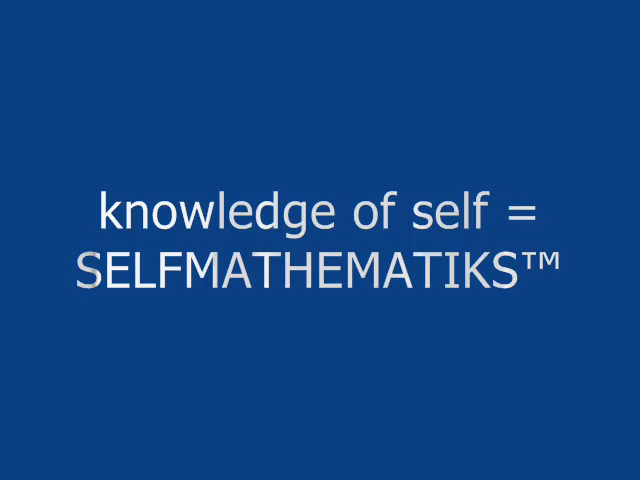 knowledge of self =
SELFMATHEMATIKS™